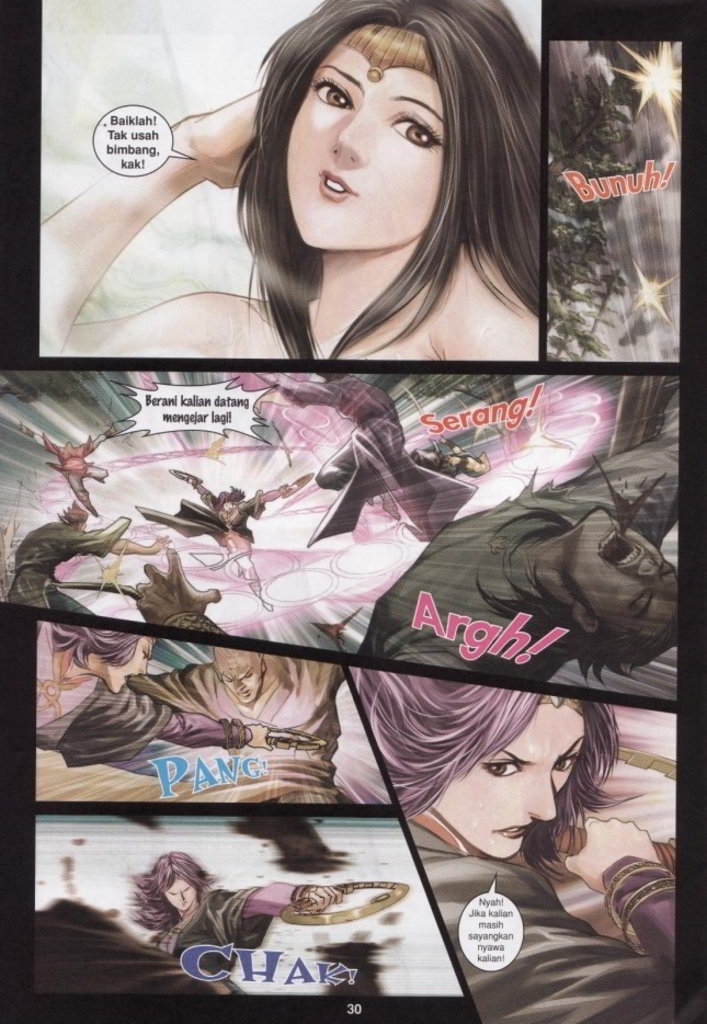 Baiklah!
Tak usah
bimbang,
kak!
Bunuh!
Berani kalian datang
mengejar lagi!
Serang!
Argh!
PANG!
Nyah!
Jika kalian
masih
sayangkan
nyawa
kalian!
CHAK!
30